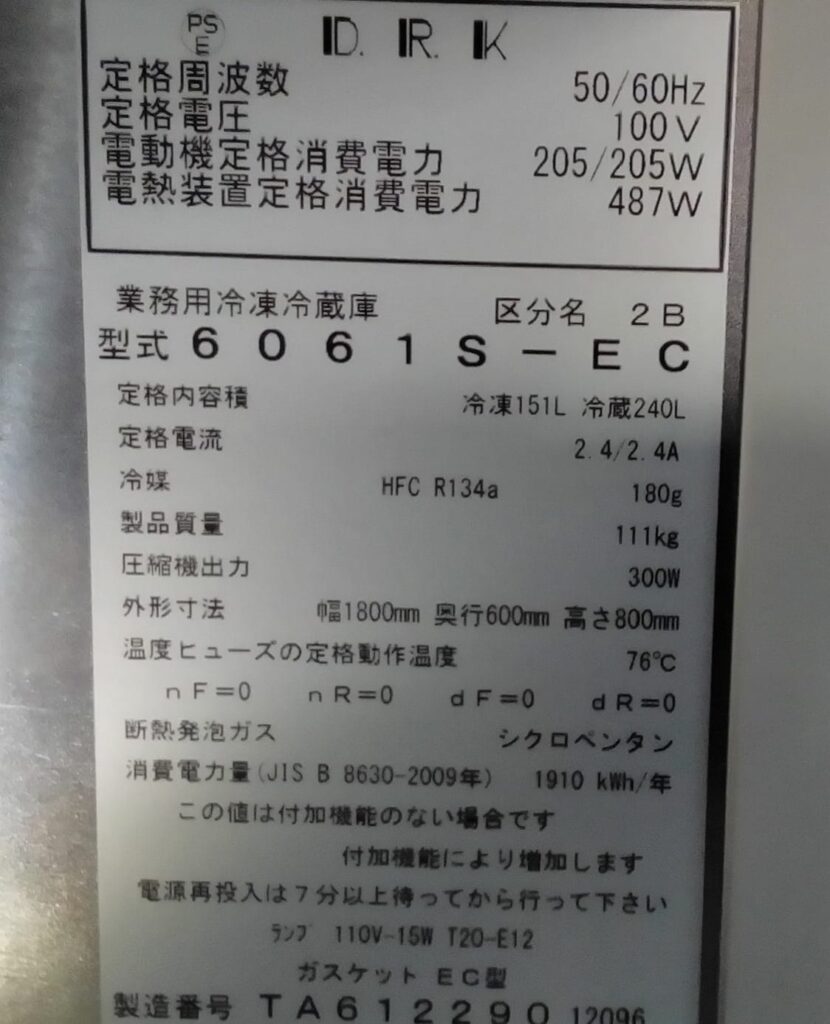 PS E D.R.K
定格周波数 50/60Hz
定格電圧 100V
電動機定格消費電力 205/205W
電熱装置定格消費電力 487W
業務用冷凍冷蔵庫 区分名 2B
型式 6061S-EC
定格内容積 冷凍151L 冷蔵240L
定格電流 2.4/2.4A
冷媒 HFC R134a 180g
製品質量 111kg
圧縮機出力 300W
外形寸法 幅1800mm 奥行600mm 高さ800mm
温度ヒューズの定格動作温度 76℃
nF=0 nR=0 dF=0 dR=0
断熱発泡ガス シクロペンタン
消費電力量(JIS B 8630-2009年) 1910 kWh/年
この値は付加機能のない場合です
付加機能により増加します
電源再投入は7分以上待ってから行って下さい
ランプ 110V-15W T20-E12
ガスケット EC型
製造番号 TA612290 12096